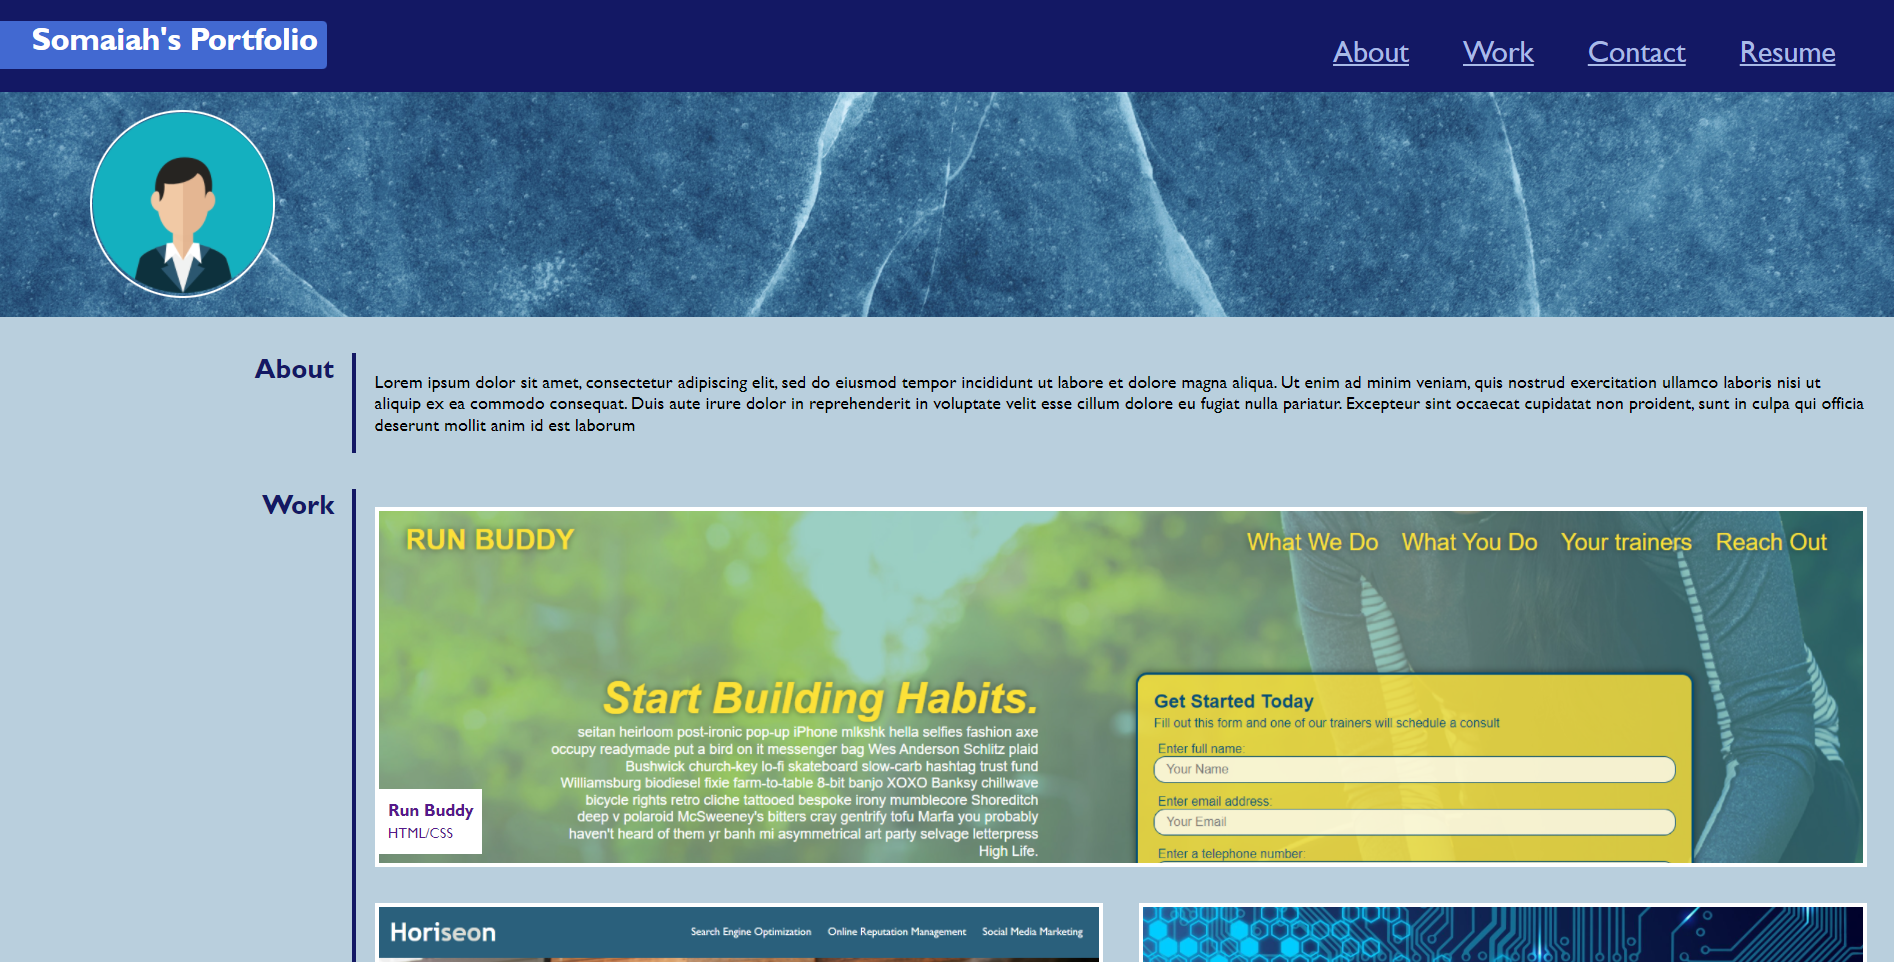 Somaiah's Portfolio
About Work Contact Resume
About
Lorem ipsum dolor sit amet, consectetur adipiscing elit, sed do eiusmod tempor incididunt ut labore et dolore magna aliqua. Ut enim ad minim veniam, quis nostrud exercitation ullamco laboris nisi ut
aliquip ex ea commodo consequat. Duis aute irure dolor in reprehenderit in voluptate velit esse cillum dolore eu fugiat nulla pariatur. Excepteur sint occaecat cupidatat non proident, sunt in culpa qui officia
deserunt mollit anim id est laborum
Work
RUN BUDDY
What We Do What You Do Your trainers Reach Out
Start Building Habits.
seitan heirloom post-ironic pop-up iPhone mlkshk hella selfies fashion axe
occupy readymade put a bird on it messenger bag Wes Anderson Schlitz plaid
Bushwick church-key lo-fi skateboard slow-carb hashtag trust fund
Williamsburg biodiesel fixie farm-to-table 8-bit banjo XOXO Banksy chillwave
bicycle rights retro cliche tattooed bespoke irony mumblecore Shoreditch
deep v polaroid McSweeney's bitters cray gentrify tofu Marfa you probably
haven't heard of them yr banh mi asymmetrical art party selvage letterpress
High Life.
Get Started Today
Fill out this form and one of our trainers will schedule a consult
Enter full name:
Your Name
Enter email address:
Your Email
Enter a telephone number:
Run Buddy
HTML/CSS
Horiseon
Search Engine Optimization Online Reputation Management Social Media Marketing